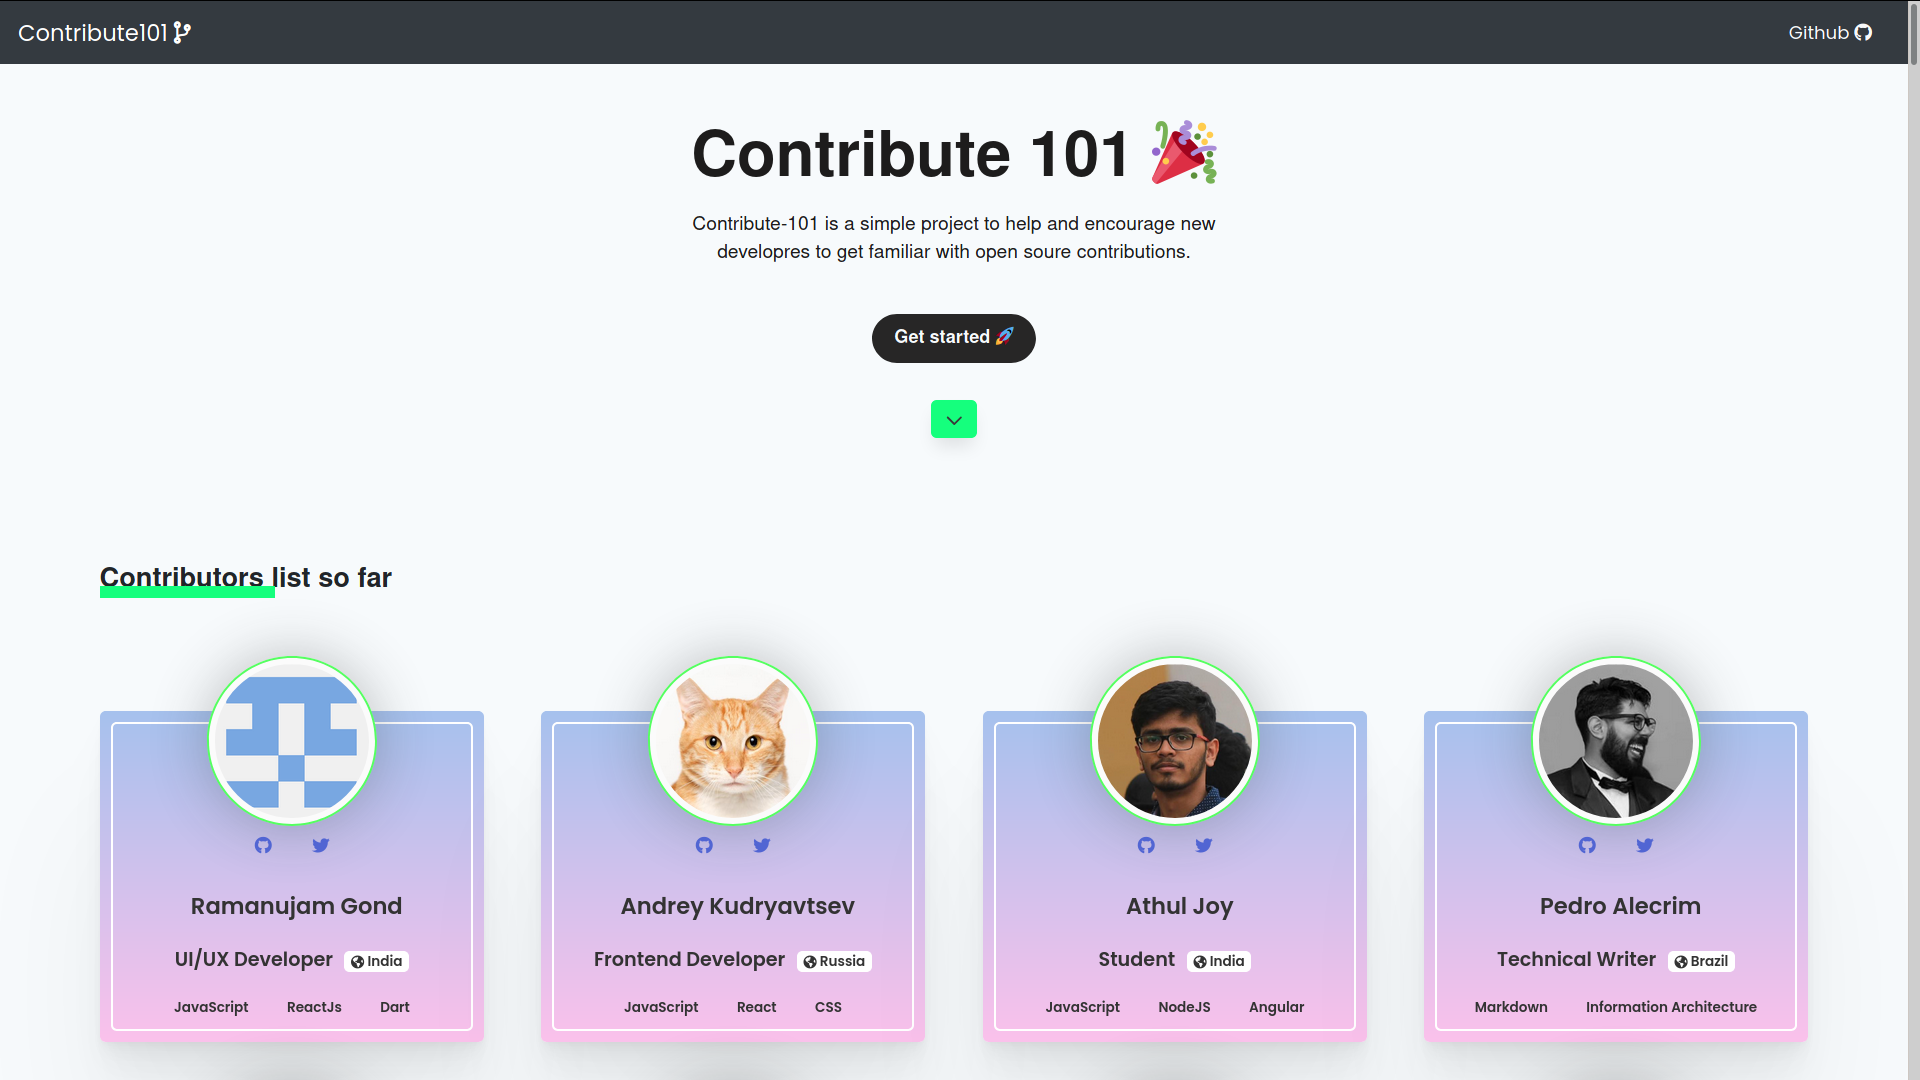 Contribute101
Github
Contribute 101
Contribute-101 is a simple project to help and encourage new
developres to get familiar with open soure contributions.
Get started
Contributors list so far
Ramanujam Gond
UI/UX Developer India
JavaScript ReactJs Dart
Andrey Kudryavtsev
Frontend Developer Russia
JavaScript React CSS
Athul Joy
Student India
JavaScript NodeJS Angular
Pedro Alecrim
Technical Writer Brazil
Markdown Information Architecture